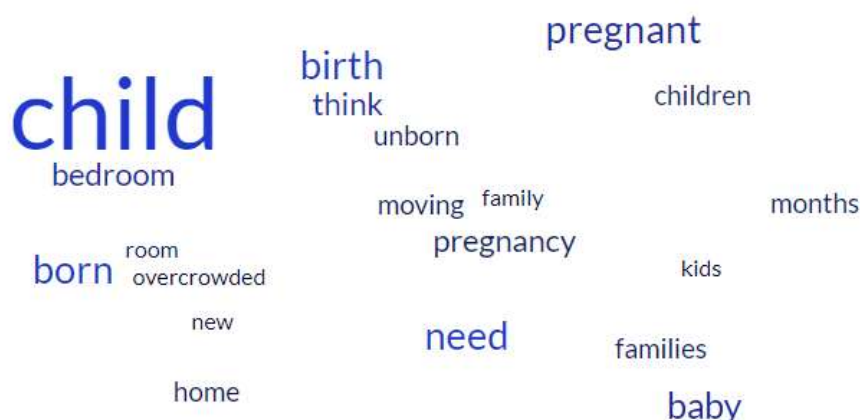 pregnant
birth
child
think
children
unborn
bedroom
moving
family
months
pregnancy
room
born
overcrowded
kids
new
need
families
home
baby